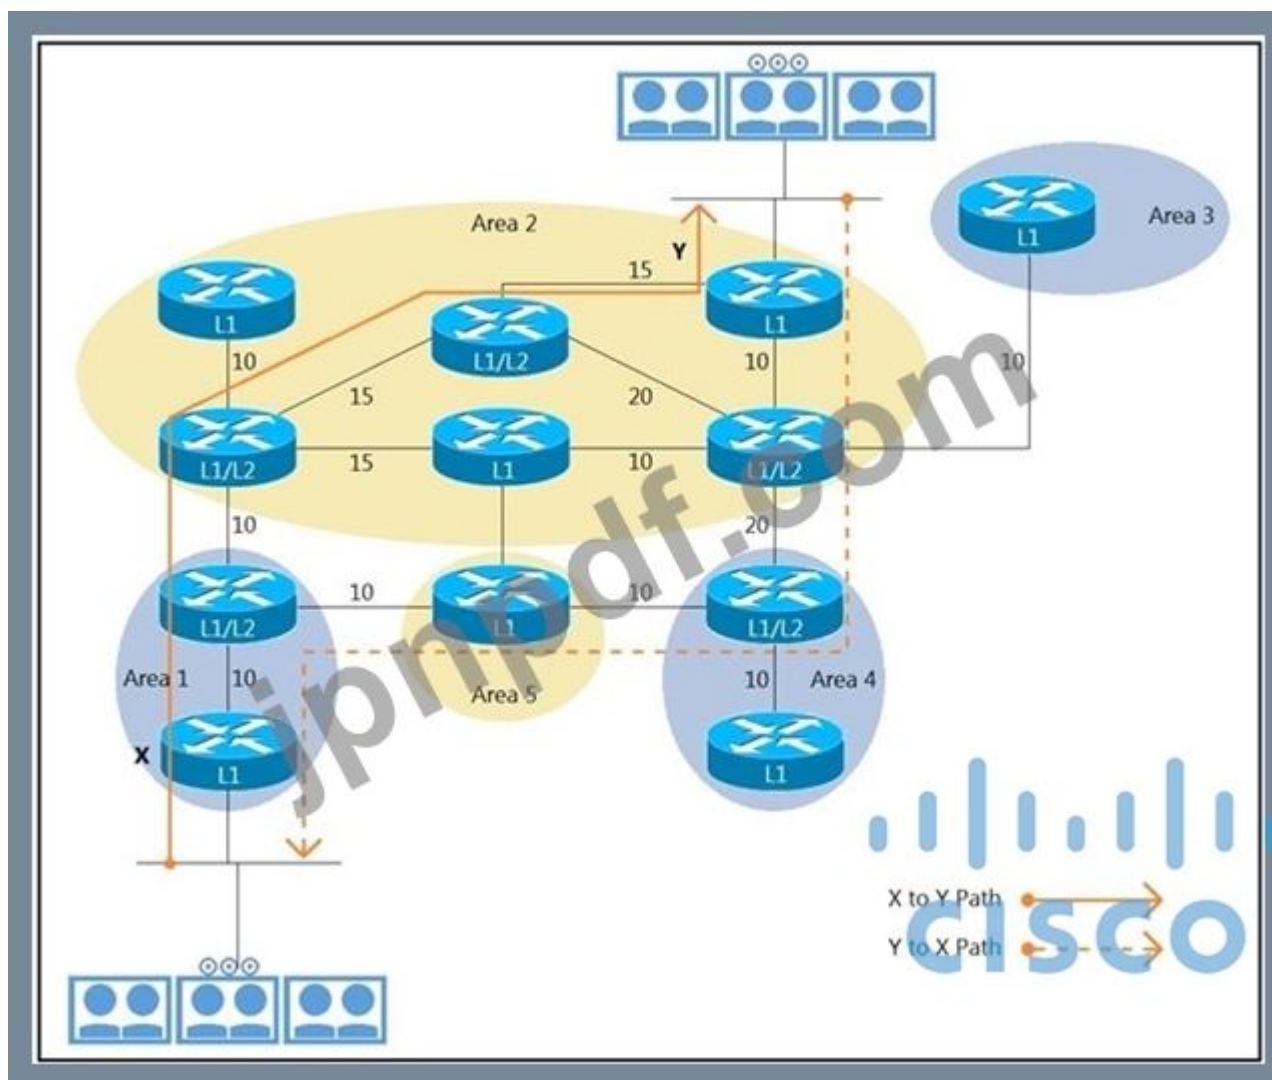 Area 2
Area 3
L1
Y
15
L1
L1
10
L1/L2
10
10
15
20
L1/L2
L1
L1/L2
15
10
10
20
10
10
L1/L2
L1
L1/L2
Area 1
10
Area 5
10
Area 4
X
L1
L1
X to Y Path
Y to X Path
CISCO
jpnpdf.com